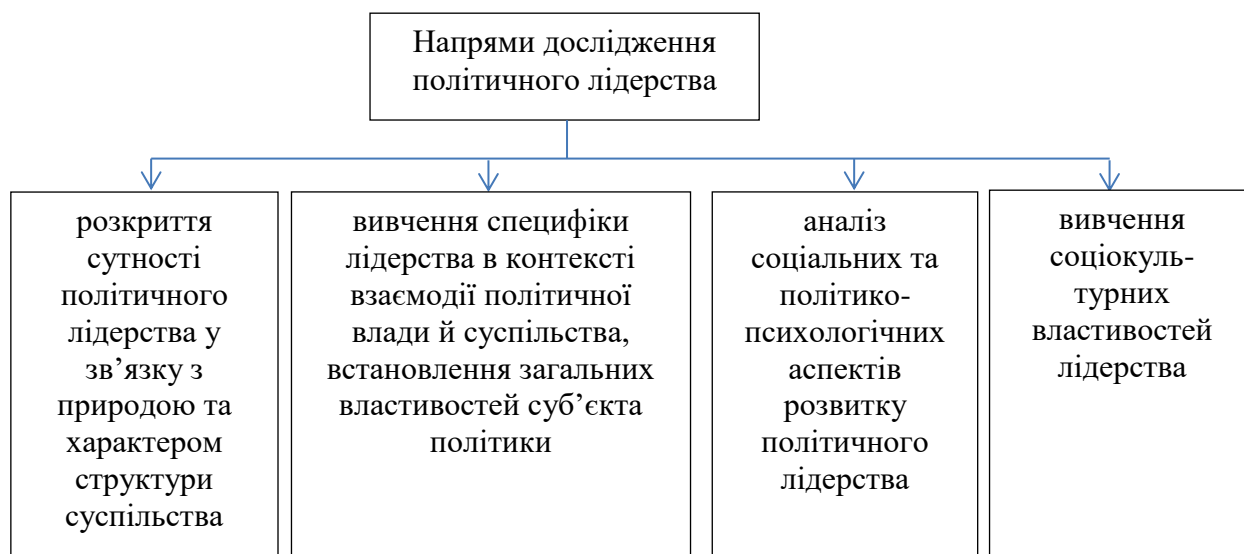 Напрями дослідження
політичного лідерства
розкриття
сутності
політичного
лідерства у
зв’язку з
природою та
характером
структури
суспільства
вивчення специфіки
лідерства в контексті
взаємодії політичної
влади й суспільства,
встановлення загальних
властивостей суб’єкта
політики
аналіз
соціальних та
політико-
психологічних
аспектів
розвитку
політичного
лідерства
вивчення
соціокуль-
турних
властивостей
лідерства